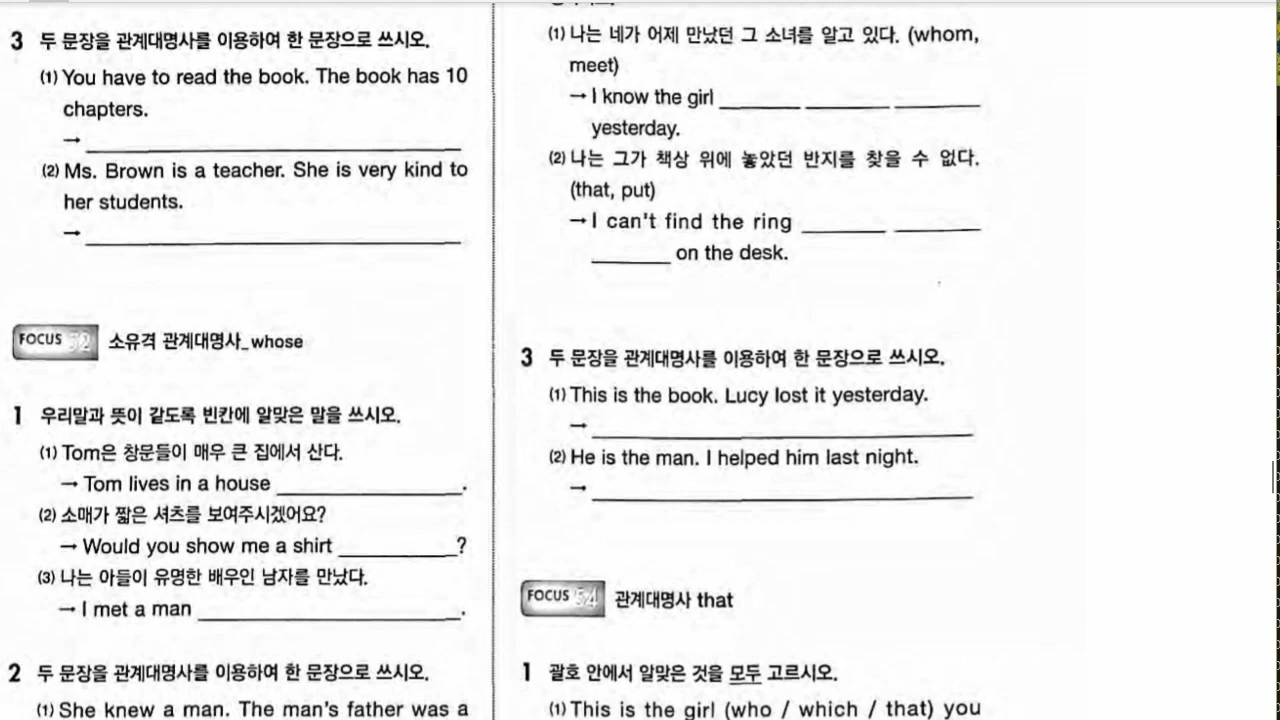 3 두 문장을 관계대명사를 이용하여 한 문장으로 쓰시오.
(1) You have to read the book. The book has 10
chapters.
→
(2) Ms. Brown is a teacher. She is very kind to
her students.
→
FOCUS 52 소유격 관계대명사_whose
1 우리말과 뜻이 같도록 빈칸에 알맞은 말을 쓰시오.
(1) Tom은 창문들이 매우 큰 집에서 산다.
→ Tom lives in a house ____________.
(2) 소매가 짧은 셔츠를 보여주시겠어요?
→ Would you show me a shirt ________?
(3) 나는 아들이 유명한 배우인 남자를 만났다.
→ I met a man ________________.
2 두 문장을 관계대명사를 이용하여 한 문장으로 쓰시오.
(1) She knew a man. The man's father was a
(1) 나는 네가 어제 만났던 그 소녀를 알고 있다. (whom,
meet)
→ I know the girl ______ ______ ______
yesterday.
(2) 나는 그가 책상 위에 놓았던 반지를 찾을 수 없다.
(that, put)
→ I can't find the ring ______ ______
______ on the desk.
3 두 문장을 관계대명사를 이용하여 한 문장으로 쓰시오.
(1) This is the book. Lucy lost it yesterday.
→
(2) He is the man. I helped him last night.
→
FOCUS 54 관계대명사 that
1 괄호 안에서 알맞은 것을 모두 고르시오.
(1) This is the girl (who / which / that) you